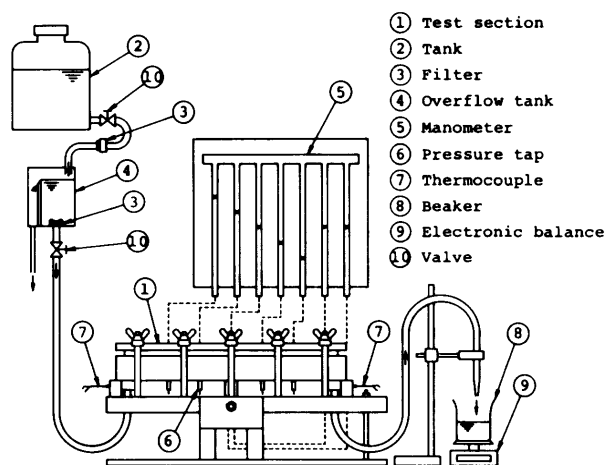 ① Test section
② Tank
③ Filter
④ Overflow tank
⑤ Manometer
⑥ Pressure tap
⑦ Thermocouple
⑧ Beaker
⑨ Electronic balance
⑩ Valve
②
⑩
③
⑤
④
③
⑩
①
⑦
⑦
⑧
⑥
⑨